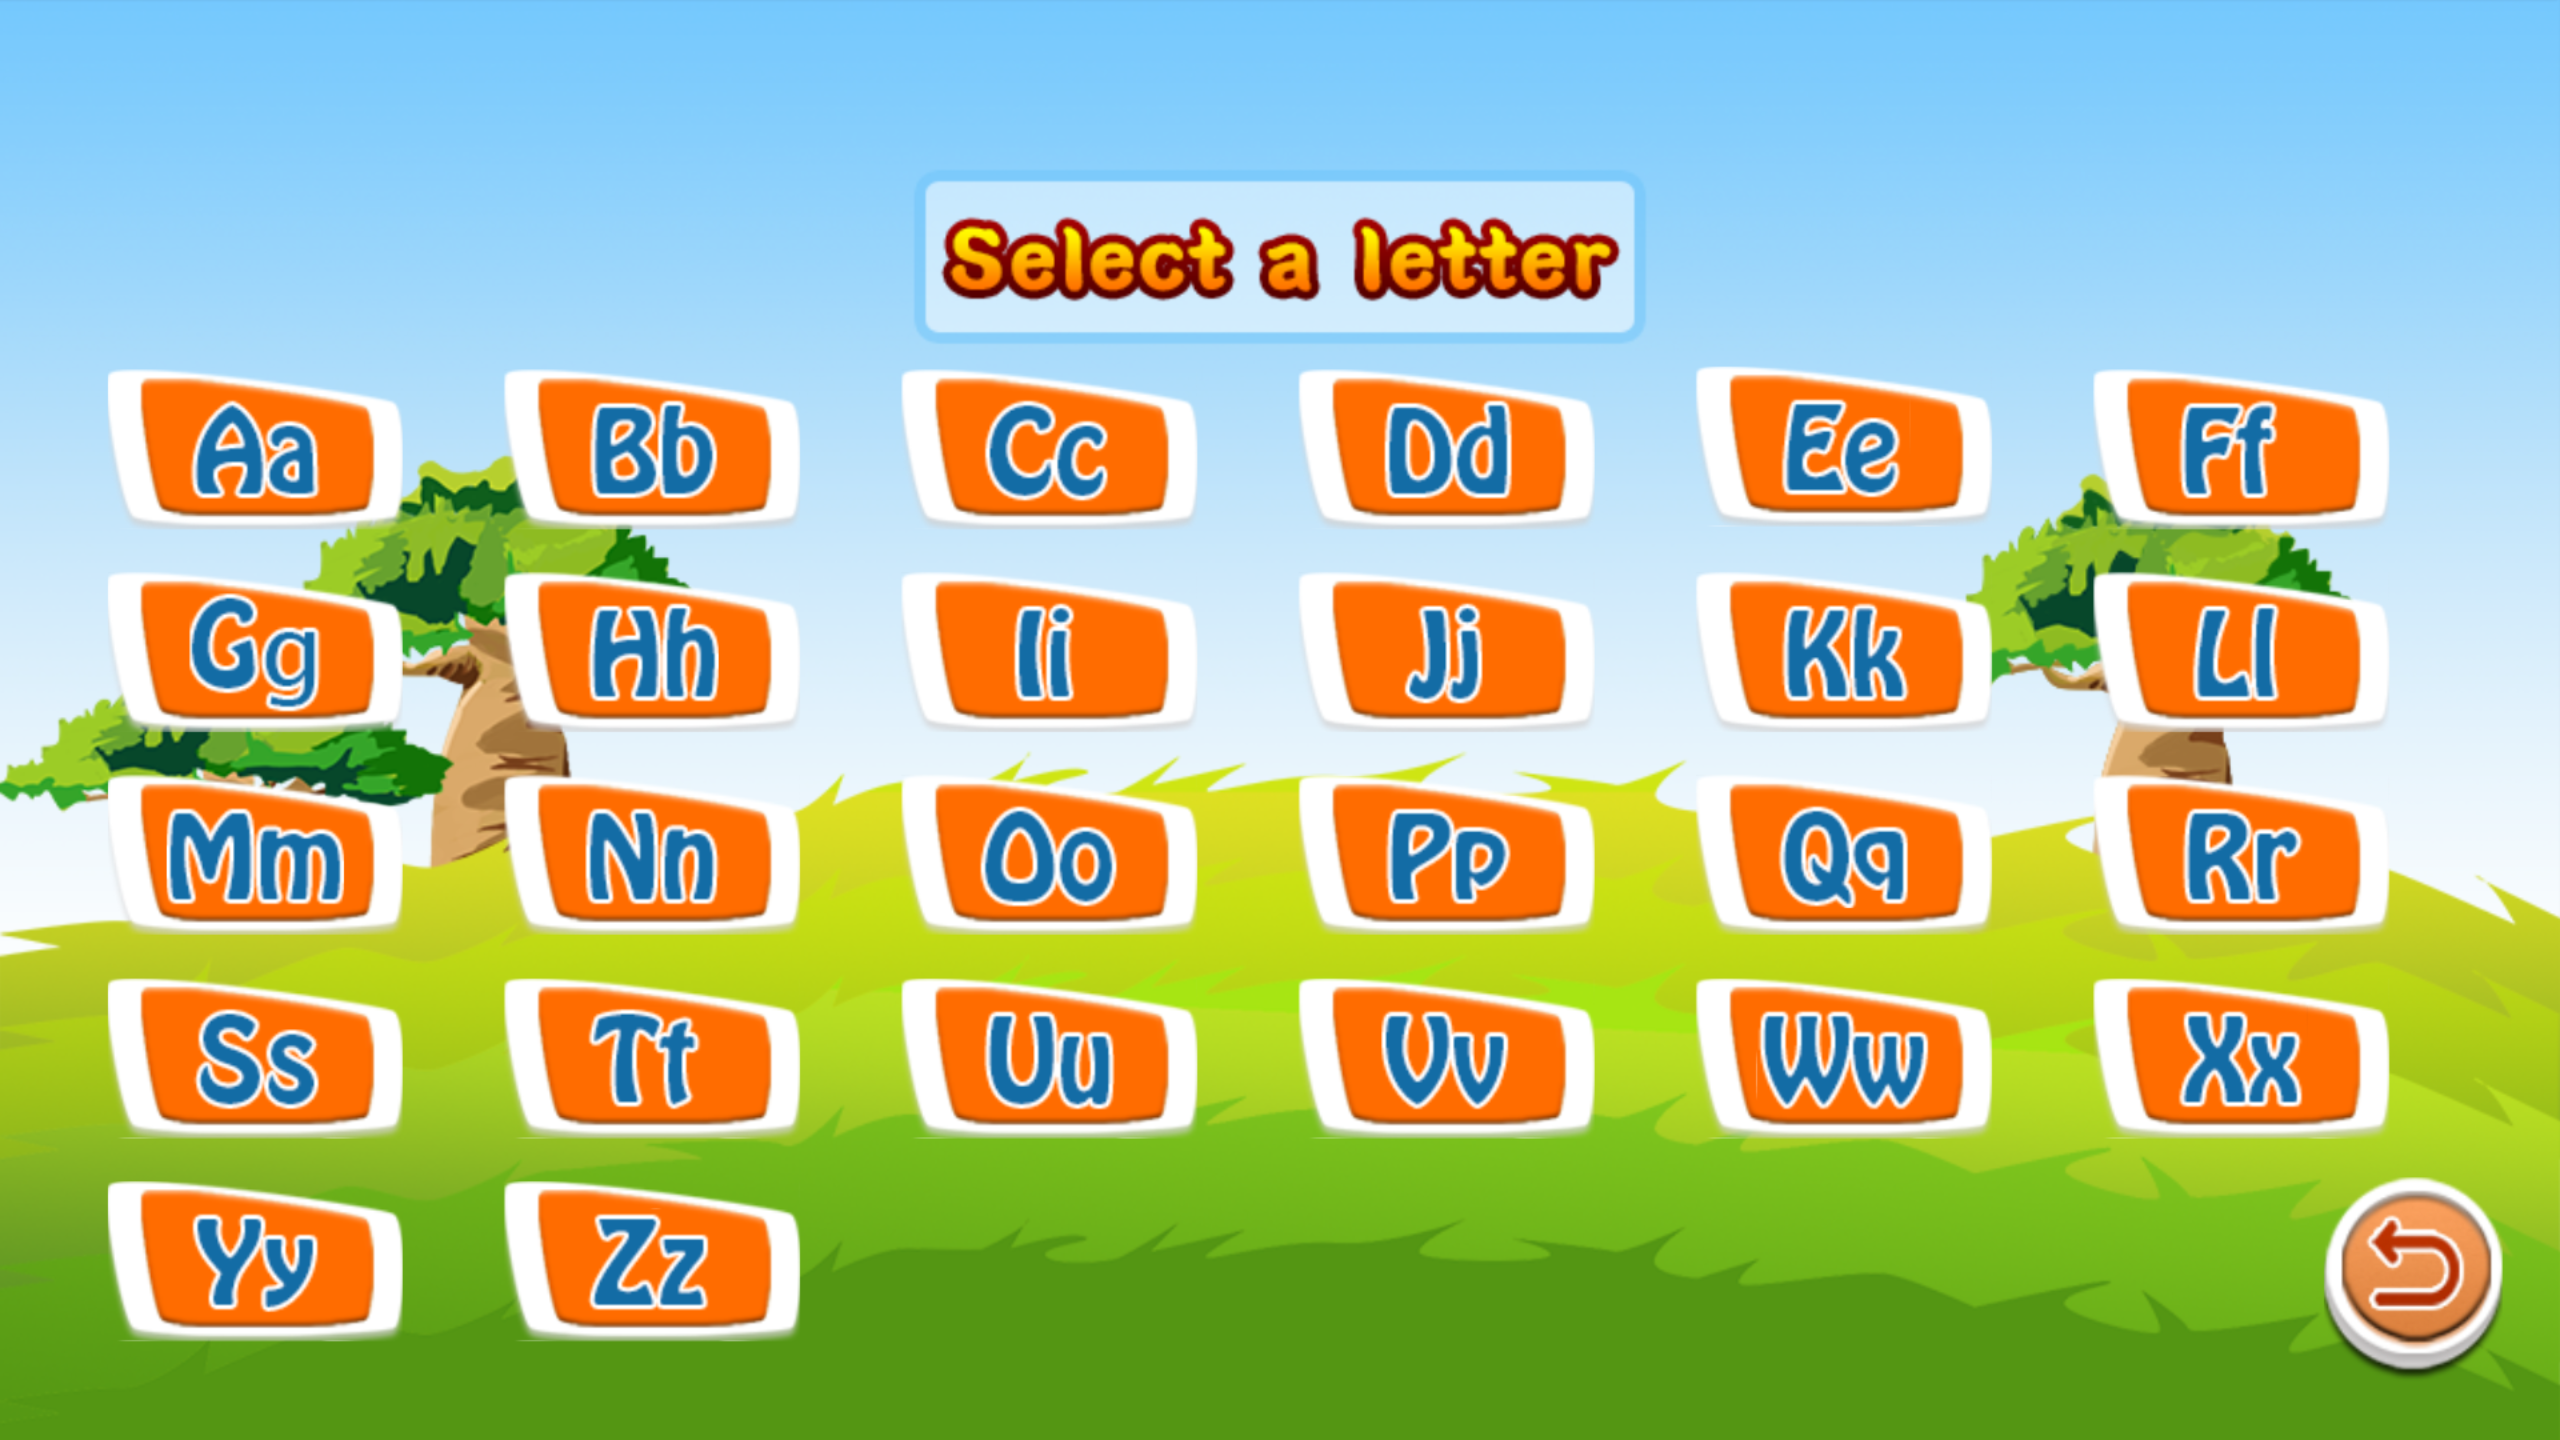 Select a letter
Aa Bb Cc Dd Ee Ff
Gg Hh Ii Jj Kk Ll
Mm Nn Oo Pp Qq Rr
Ss Tt Uu Vv Ww Xx
Yy Zz